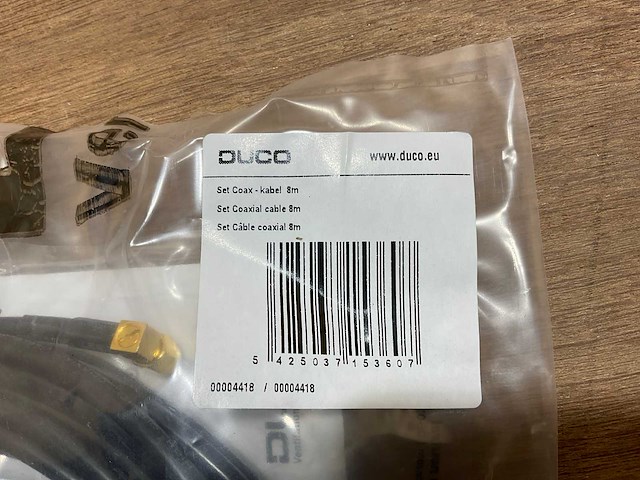 DUCO www.duco.eu
Set Coax - kabel 8m
Set Coaxial cable 8m
Set Câble coaxial 8m
5 425037 153607
00004418 / 00004418